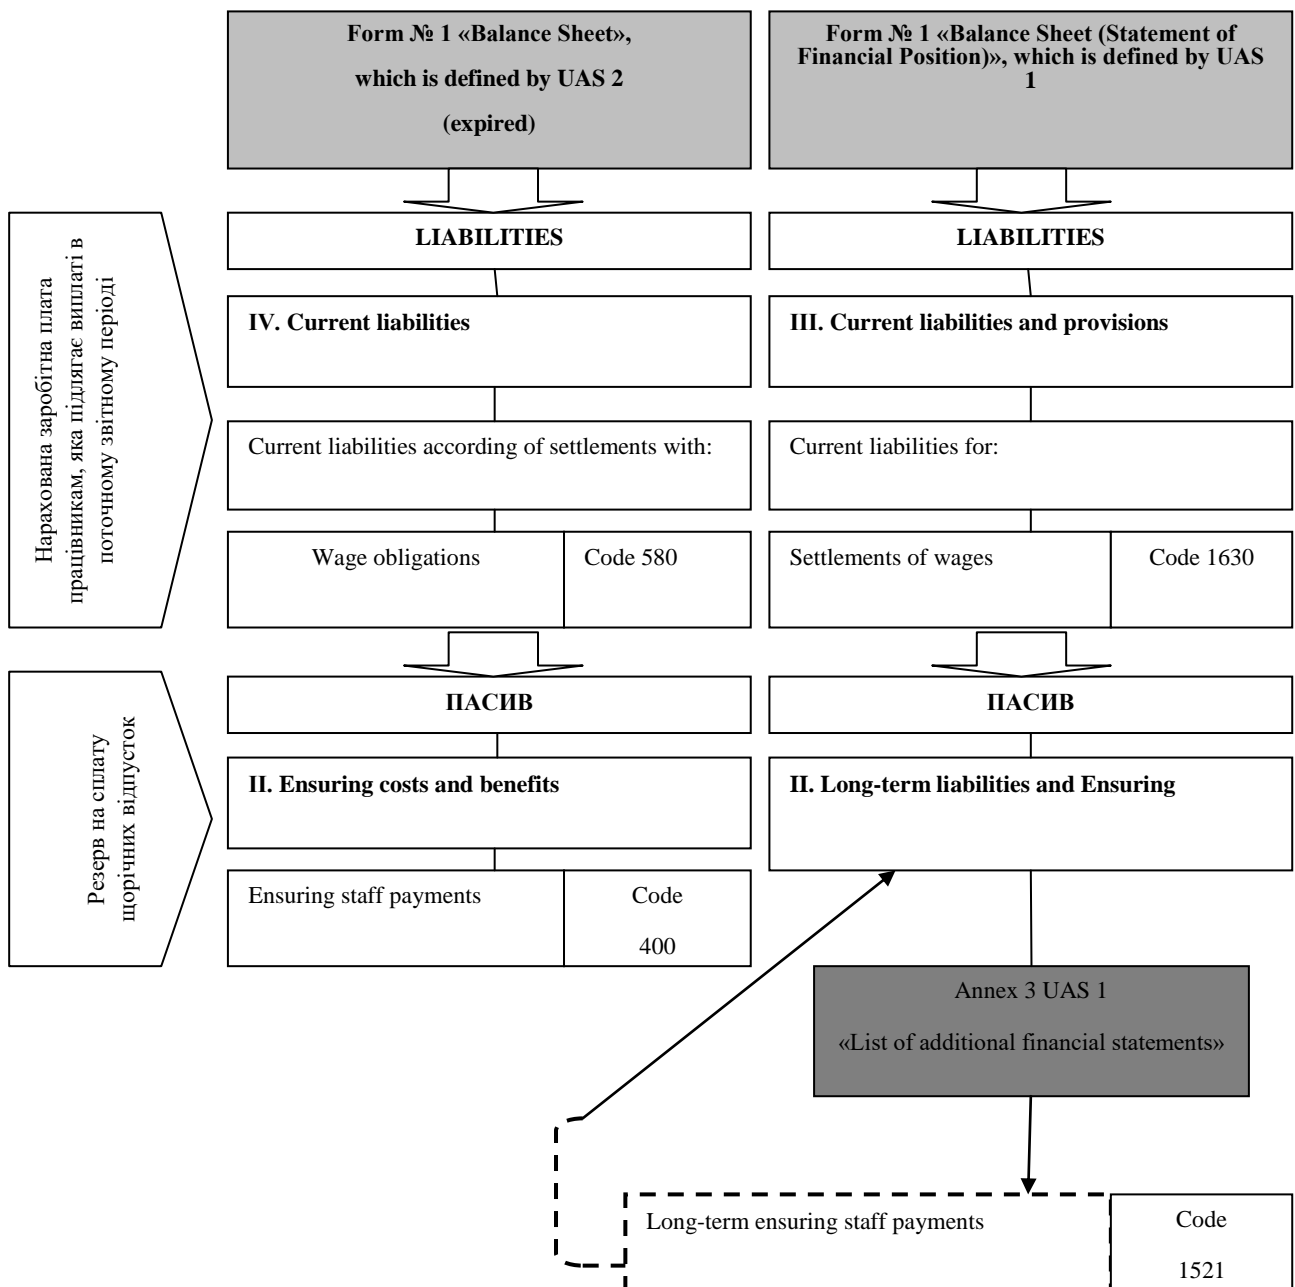 Form № 1 «Balance Sheet»,
which is defined by UAS 2
(expired)
Form № 1 «Balance Sheet (Statement of
Financial Position)», which is defined by UAS
1
Нарахована заробітна плата
працівникам, яка підлягає виплаті в
поточному звітному періоді
LIABILITIES
LIABILITIES
IV. Current liabilities
III. Current liabilities and provisions
Current liabilities according of settlements with:
Current liabilities for:
Wage obligations
Code 580
Settlements of wages
Code 1630
Резерв на сплату
щорічних відпусток
ПАСИВ
ПАСИВ
II. Ensuring costs and benefits
II. Long-term liabilities and Ensuring
Ensuring staff payments
Code
400
Annex 3 UAS 1
«List of additional financial statements»
Long-term ensuring staff payments
Code
1521